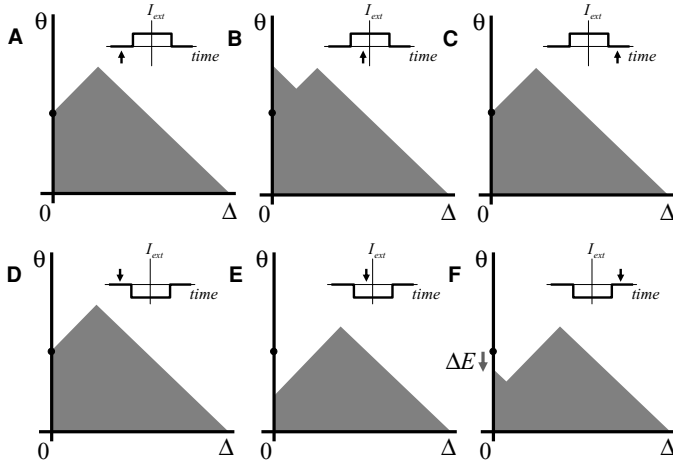 A θ I_ext time 0 Δ
B θ I_ext time 0 Δ
C θ I_ext time 0 Δ
D θ I_ext time 0 Δ
E θ I_ext time 0 Δ
F θ I_ext time ΔE 0 Δ